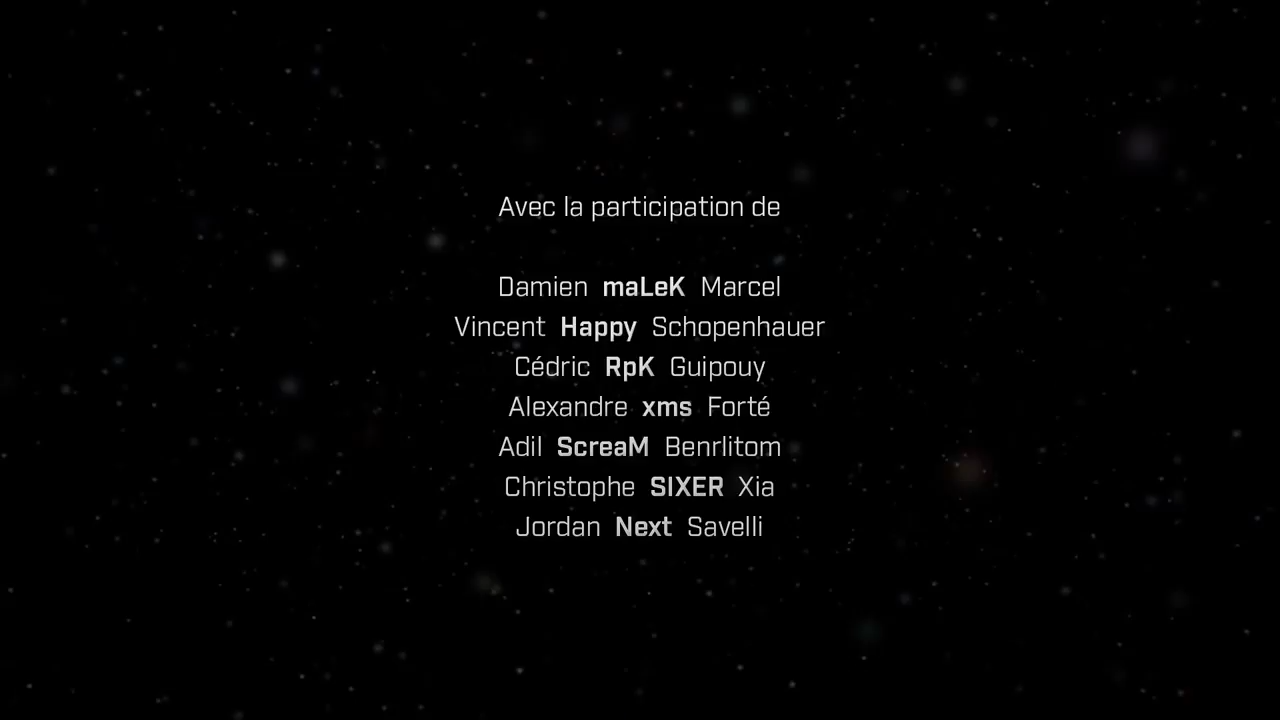 Avec la participation de
Damien maLeK Marcel
Vincent Happy Schopenhauer
Cédric RpK Guipouy
Alexandre xms Forté
Adil ScreaM Benrlitom
Christophe SIXER Xia
Jordan Next Savelli